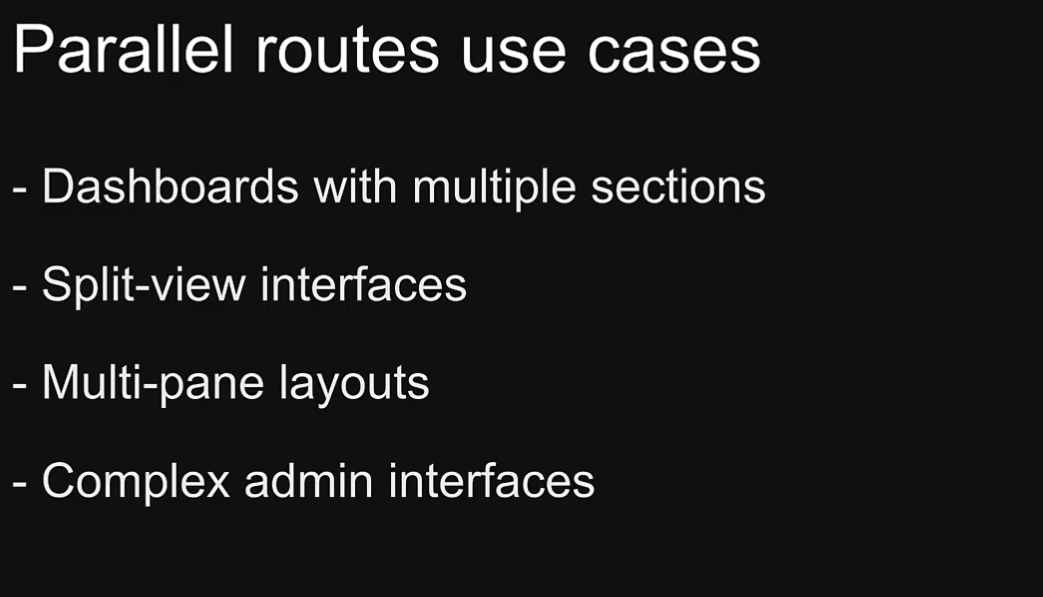 Parallel routes use cases
- Dashboards with multiple sections
- Split-view interfaces
- Multi-pane layouts
- Complex admin interfaces